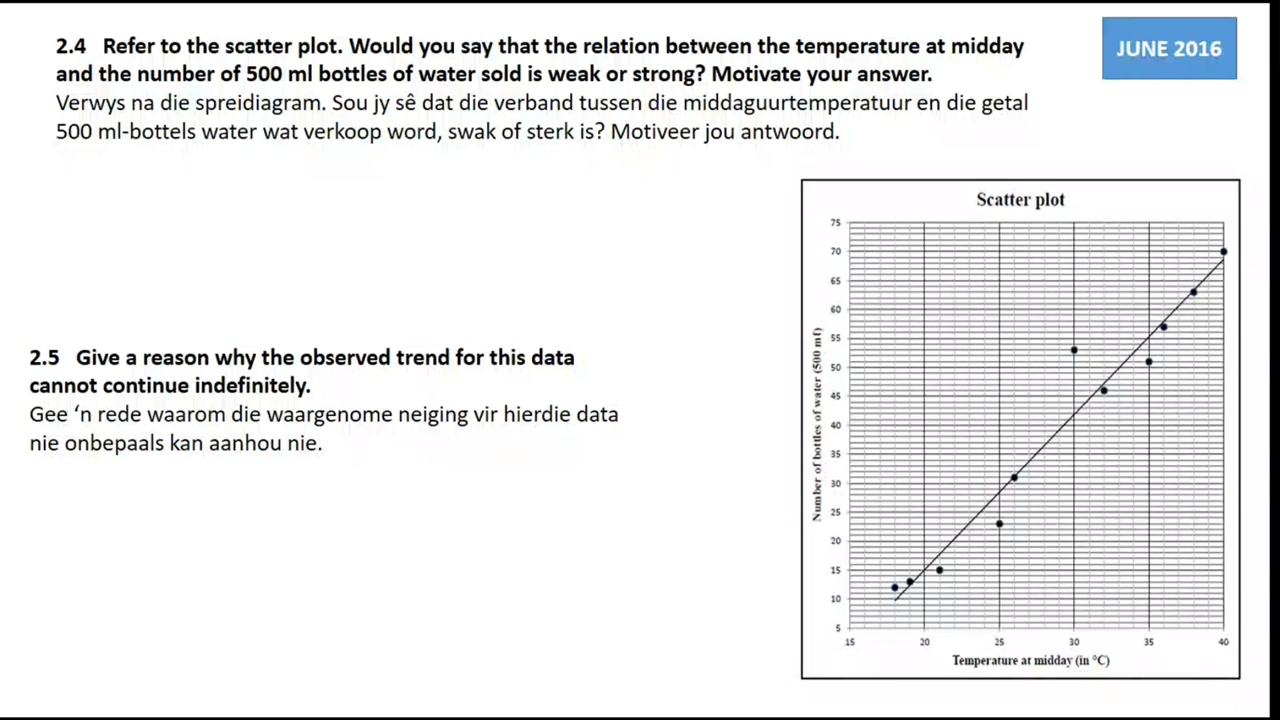 2.4 Refer to the scatter plot. Would you say that the relation between the temperature at midday
and the number of 500 ml bottles of water sold is weak or strong? Motivate your answer.
Verwys na die spreidiagram. Sou jy sê dat die verband tussen die middaguurtemperatuur en die getal
500 ml-bottels water wat verkoop word, swak of sterk is? Motiveer jou antwoord.
JUNE 2016
2.5 Give a reason why the observed trend for this data
cannot continue indefinitely.
Gee ‘n rede waarom die waargenome neiging vir hierdie data
nie onbepaals kan aanhou nie.
Scatter plot
Number of bottles of water (500 mℓ)
75
70
65
60
55
50
45
40
35
30
25
20
15
10
5
15 20 25 30 35 40
Temperature at midday (in °C)